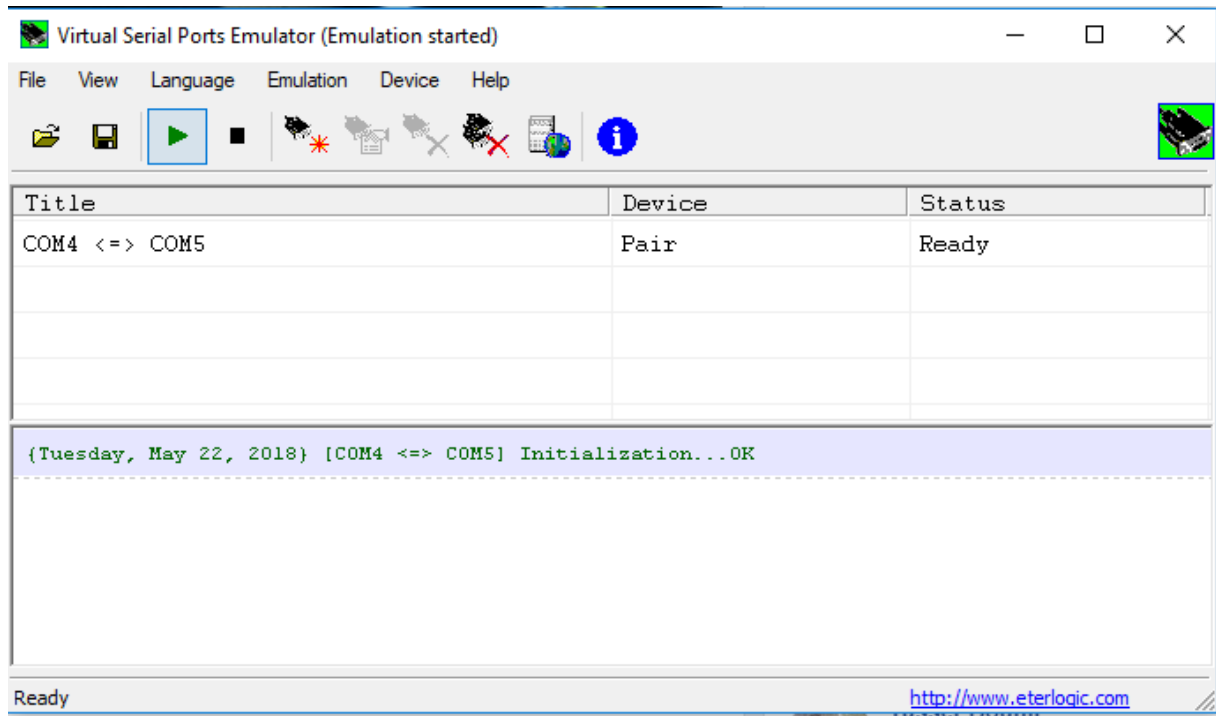 Virtual Serial Ports Emulator (Emulation started)
File View Language Emulation Device Help
Title Device Status
COM4 <=> COM5 Pair Ready
{Tuesday, May 22, 2018} [COM4 <=> COM5] Initialization...OK
Ready http://www.eterlogic.com